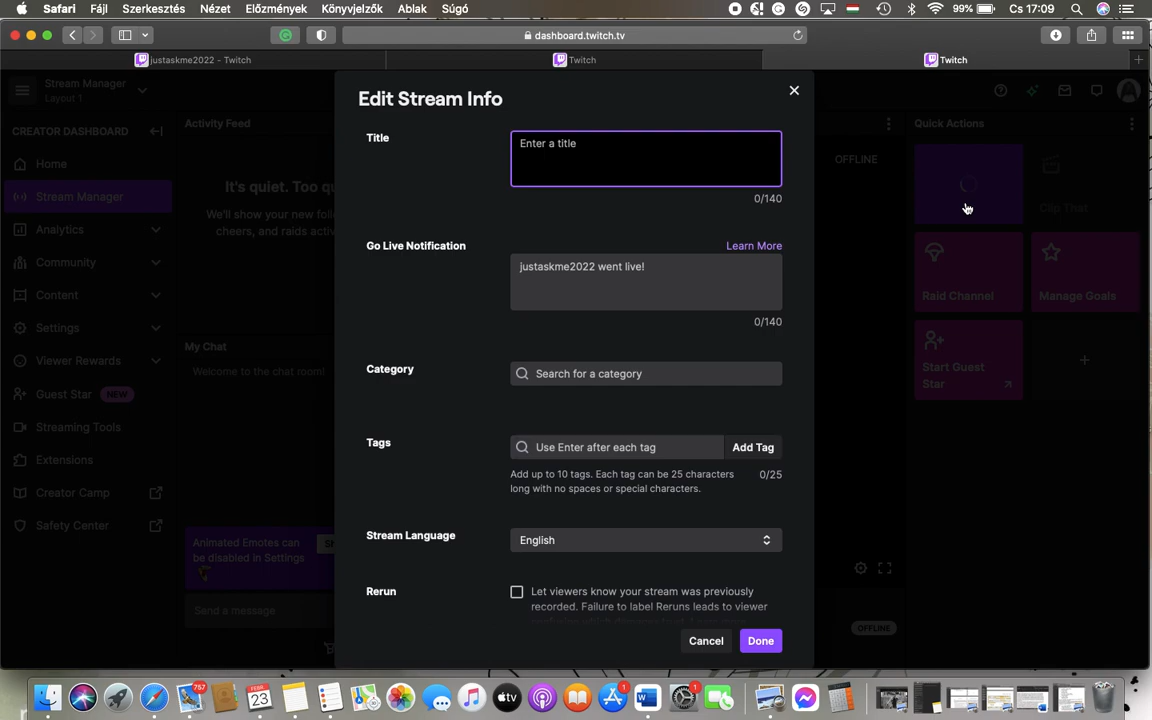 Safari Fájl Szerkesztés Nézet Előzmények Könyvjelzők Ablak Súgó 99% Cs 17:09
dashboard.twitch.tv
justaskme2022 - Twitch
Twitch
Twitch
Stream Manager
Layout 1
CREATOR DASHBOARD
Home
Stream Manager
Analytics
Community
Content
Settings
Viewer Rewards
Guest Star NEW
Streaming Tools
Extensions
Creator Camp
Safety Center
Activity Feed
It's quiet. Too qu
We'll show your new follo
cheers, and raids activ
My Chat
Welcome to the chat room!
Animated Emotes can
be disabled in Settings
Send a message
Edit Stream Info
Title
Enter a title
0/140
Go Live Notification
Learn More
justaskme2022 went live!
0/140
Category
Search for a category
Tags
Use Enter after each tag
Add Tag
Add up to 10 tags. Each tag can be 25 characters
long with no spaces or special characters.
0/25
Stream Language
English
Rerun
Let viewers know your stream was previously
recorded. Failure to label Reruns leads to viewer
Cancel
Done
OFFLINE
OFFLINE
Quick Actions
Clip That
Raid Channel
Manage Goals
Start Guest
Star
757
FEBR.
23
1
1